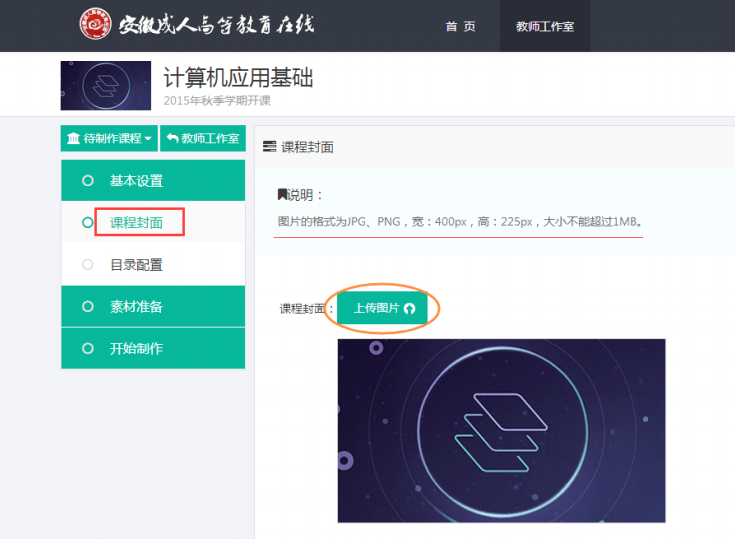 安徽成人高等教育在线
首 页
教师工作室
计算机应用基础
2015年秋季学期开课
待制作课程
教师工作室
基本设置
课程封面
目录配置
素材准备
开始制作
课程封面
说明：
图片的格式为JPG、PNG，宽：400px，高：225px，大小不能超过1MB。
课程封面：
上传图片